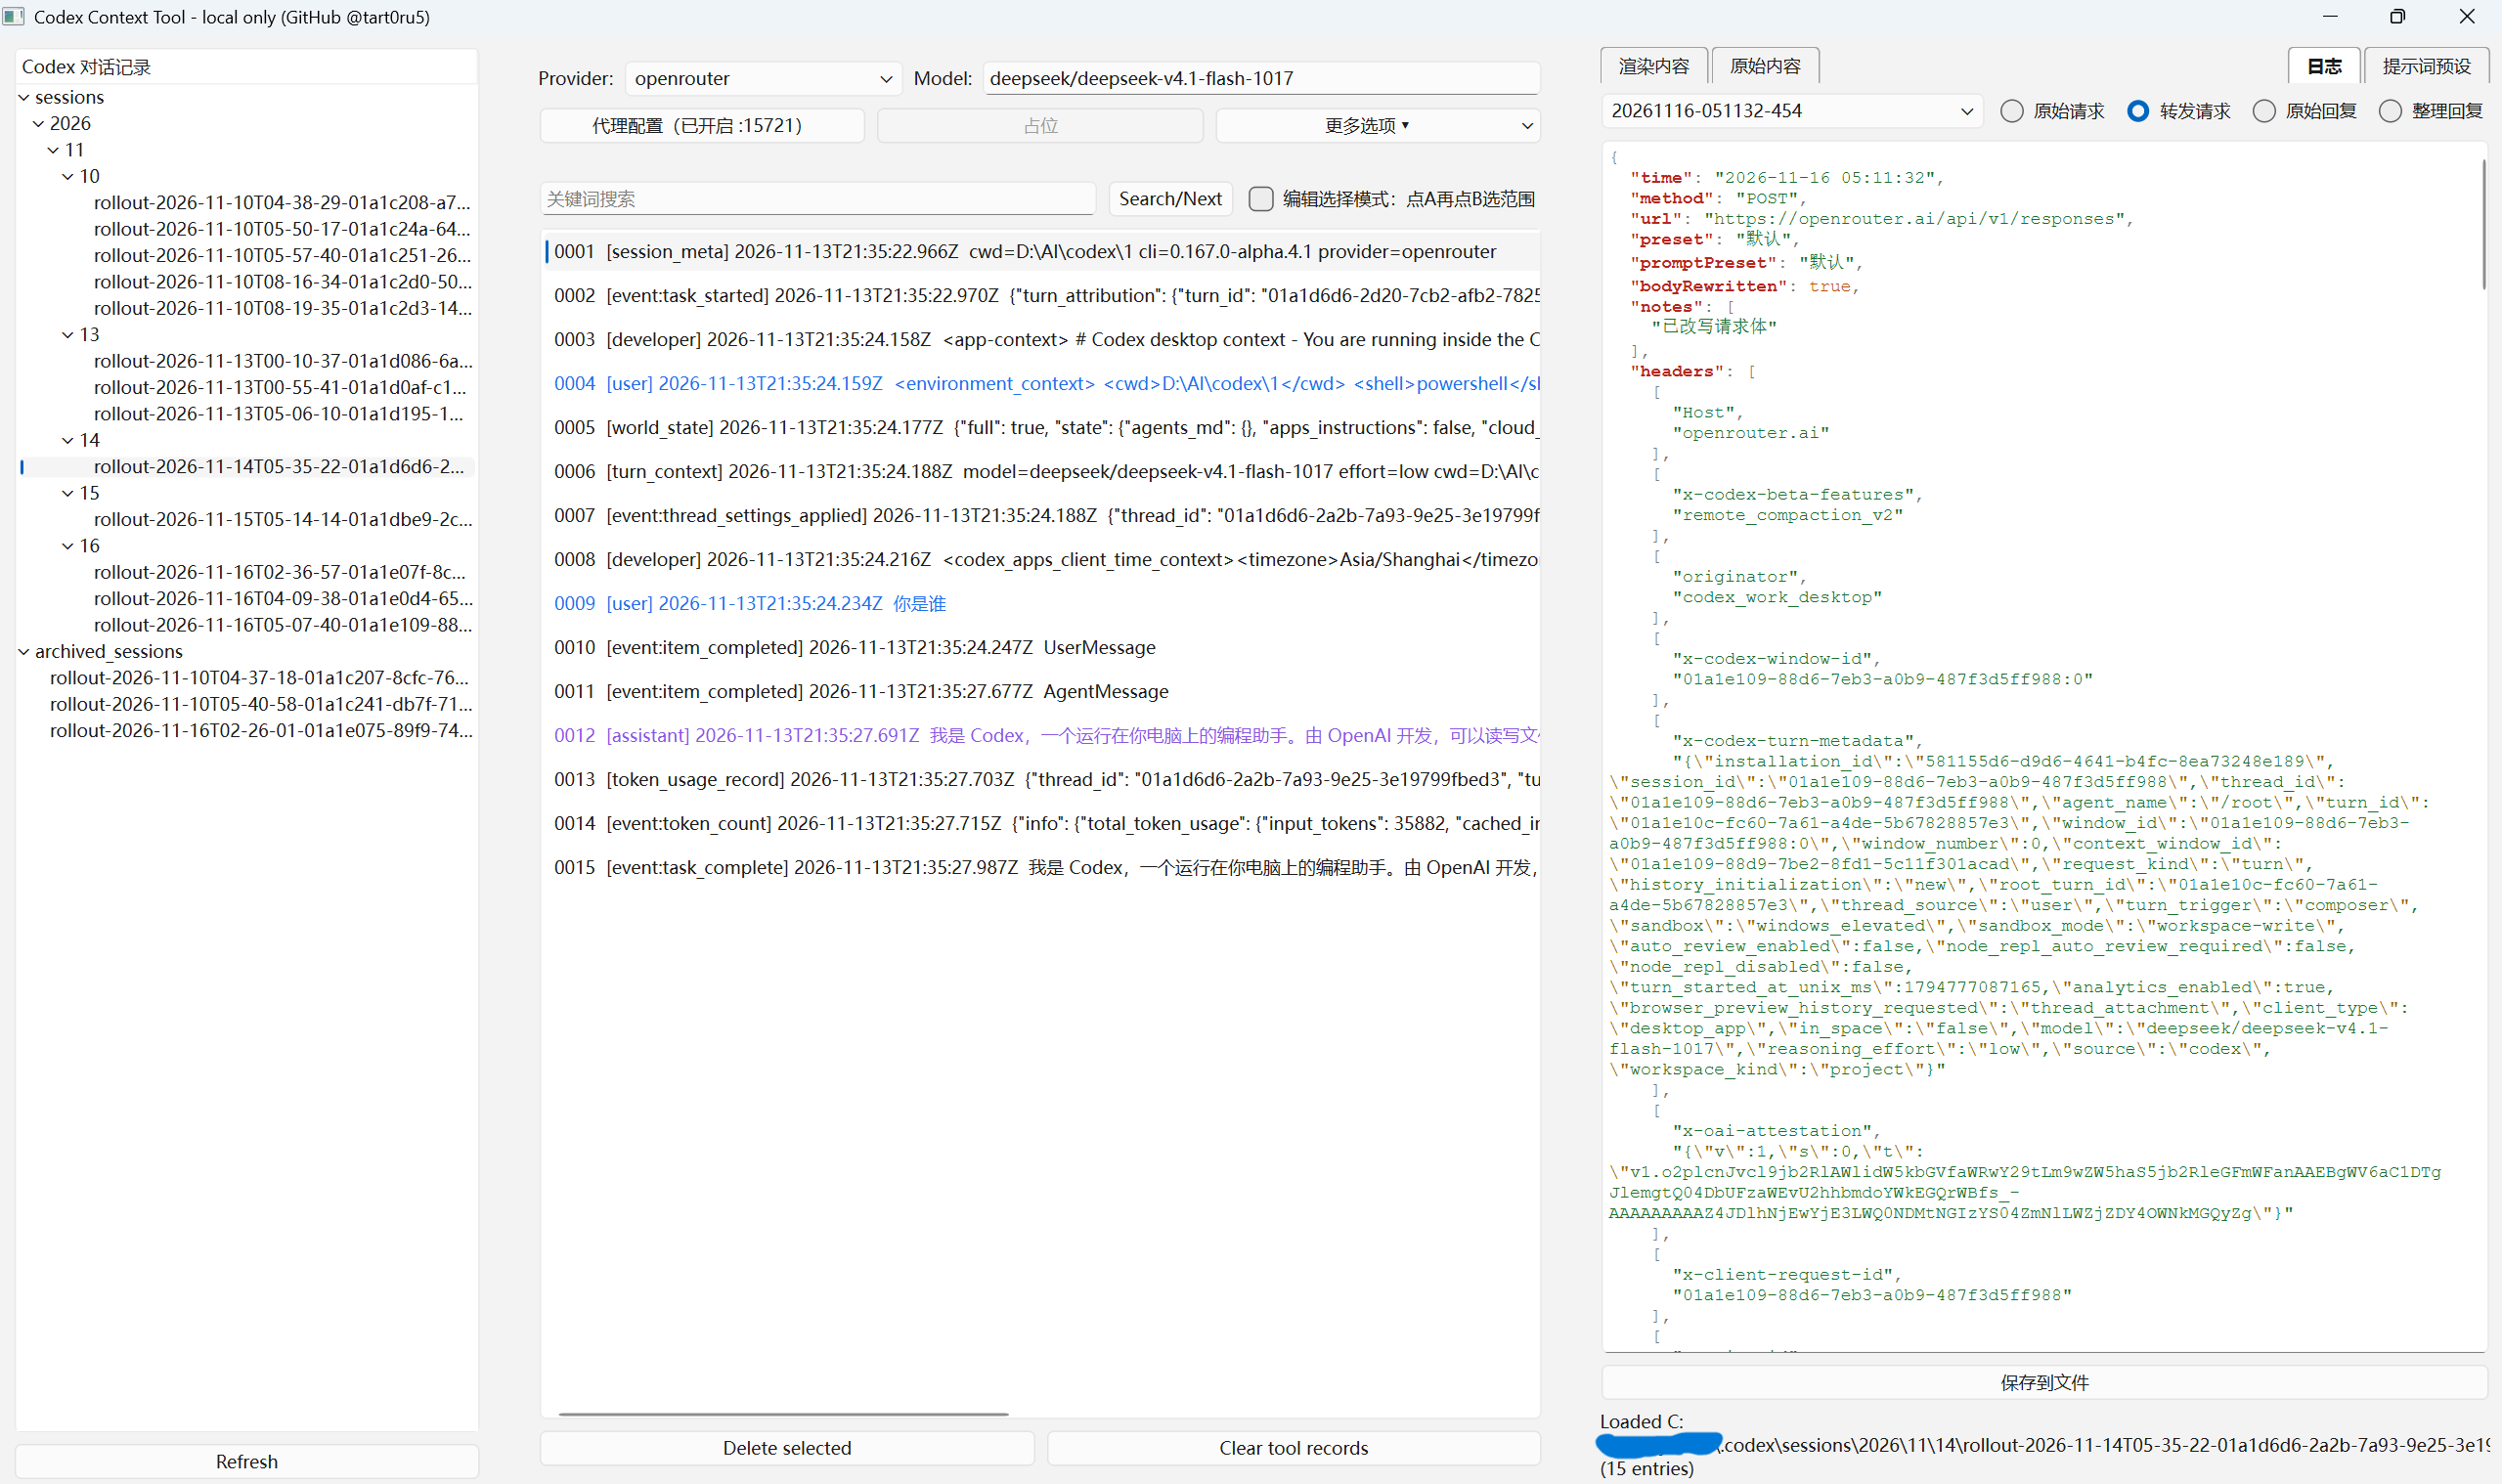 Codex Context Tool - local only (GitHub @tart0ru5)
Codex 对话记录
sessions
2026
11
10
rollout-2026-11-10T04-38-29-01a1c208-a7...
rollout-2026-11-10T05-50-17-01a1c24a-64...
rollout-2026-11-10T05-57-40-01a1c251-26...
rollout-2026-11-10T08-16-34-01a1c2d0-50...
rollout-2026-11-10T08-19-35-01a1c2d3-14...
13
rollout-2026-11-13T00-10-37-01a1d086-6a...
rollout-2026-11-13T00-55-41-01a1d0af-c1...
rollout-2026-11-13T05-06-10-01a1d195-1...
14
rollout-2026-11-14T05-35-22-01a1d6d6-2...
15
rollout-2026-11-15T05-14-14-01a1dbe9-2c...
16
rollout-2026-11-16T02-36-57-01a1e07f-8c...
rollout-2026-11-16T04-09-38-01a1e0d4-65...
rollout-2026-11-16T05-07-40-01a1e109-88...
archived_sessions
rollout-2026-11-10T04-37-18-01a1c207-8cfc-76...
rollout-2026-11-10T05-40-58-01a1c241-db7f-71...
rollout-2026-11-16T02-26-01-01a1e075-89f9-74...
Refresh
Provider: openrouter Model: deepseek/deepseek-v4.1-flash-1017
代理配置（已开启 :15721） 占位 更多选项 ▾
关键词搜索 Search/Next 编辑选择模式：点A再点B选范围
0001 [session_meta] 2026-11-13T21:35:22.966Z cwd=D:\AI\codex\1 cli=0.167.0-alpha.4.1 provider=openrouter
0002 [event:task_started] 2026-11-13T21:35:22.970Z {"turn_attribution": {"turn_id": "01a1d6d6-2d20-7cb2-afb2-7825
0003 [developer] 2026-11-13T21:35:24.158Z <app-context> # Codex desktop context - You are running inside the C
0004 [user] 2026-11-13T21:35:24.159Z <environment_context> <cwd>D:\AI\codex\1</cwd> <shell>powershell</sh
0005 [world_state] 2026-11-13T21:35:24.177Z {"full": true, "state": {"agents_md": {}, "apps_instructions": false, "cloud_
0006 [turn_context] 2026-11-13T21:35:24.188Z model=deepseek/deepseek-v4.1-flash-1017 effort=low cwd=D:\AI\c
0007 [event:thread_settings_applied] 2026-11-13T21:35:24.188Z {"thread_id": "01a1d6d6-2a2b-7a93-9e25-3e19799f
0008 [developer] 2026-11-13T21:35:24.216Z <codex_apps_client_time_context><timezone>Asia/Shanghai</timezo
0009 [user] 2026-11-13T21:35:24.234Z 你是谁
0010 [event:item_completed] 2026-11-13T21:35:24.247Z UserMessage
0011 [event:item_completed] 2026-11-13T21:35:27.677Z AgentMessage
0012 [assistant] 2026-11-13T21:35:27.691Z 我是 Codex，一个运行在你电脑上的编程助手。由 OpenAI 开发，可以读写文
0013 [token_usage_record] 2026-11-13T21:35:27.703Z {"thread_id": "01a1d6d6-2a2b-7a93-9e25-3e19799fbed3", "tu
0014 [event:token_count] 2026-11-13T21:35:27.715Z {"info": {"total_token_usage": {"input_tokens": 35882, "cached_in
0015 [event:task_complete] 2026-11-13T21:35:27.987Z 我是 Codex，一个运行在你电脑上的编程助手。由 OpenAI 开发，
Delete selected Clear tool records
渲染内容 原始内容 日志 提示词预设
20261116-051132-454 原始请求 转发请求 原始回复 整理回复
{
"time": "2026-11-16 05:11:32",
"method": "POST",
"url": "https://openrouter.ai/api/v1/responses",
"preset": "默认",
"promptPreset": "默认",
"bodyRewritten": true,
"notes": [
"已改写请求体"
],
"headers": [
[
"Host",
"openrouter.ai"
],
[
"x-codex-beta-features",
"remote_compaction_v2"
],
[
"originator",
"codex_work_desktop"
],
[
"x-codex-window-id",
"01a1e109-88d6-7eb3-a0b9-487f3d5ff988:0"
],
[
"x-codex-turn-metadata",
"{\"installation_id\":\"581155d6-d9d6-4641-b4fc-8ea73248e189\",
\"session_id\":\"01a1e109-88d6-7eb3-a0b9-487f3d5ff988\",\"thread_id\":
\"01a1e109-88d6-7eb3-a0b9-487f3d5ff988\",\"agent_name\":\"/root\",\"turn_id\":
\"01a1e10c-fc60-7a61-a4de-5b67828857e3\",\"window_id\":\"01a1e109-88d6-7eb3-
a0b9-487f3d5ff988:0\",\"window_number\":0,\"context_window_id\":
\"01a1e109-88d9-7be2-8fd1-5c11f301acad\",\"request_kind\":\"turn\",
\"history_initialization\":\"new\",\"root_turn_id\":\"01a1e10c-fc60-7a61-
a4de-5b67828857e3\",\"thread_source\":\"user\",\"turn_trigger\":\"composer\",
\"sandbox\":\"windows_elevated\",\"sandbox_mode\":\"workspace-write\",
\"auto_review_enabled\":false,\"node_repl_auto_review_required\":false,
\"node_repl_disabled\":false,
\"turn_started_at_unix_ms\":1794777087165,\"analytics_enabled\":true,
\"browser_preview_history_requested\":\"thread_attachment\",\"client_type\":
\"desktop_app\",\"in_space\":\"false\",\"model\":\"deepseek/deepseek-v4.1-
flash-1017\",\"reasoning_effort\":\"low\",\"source\":\"codex\",
\"workspace_kind\":\"project\"}"
],
[
"x-oai-attestation",
"{\"v\":1,\"s\":0,\"t\":
\"v1.o2plcnJvcl9jb2RlAWlidW5kbGVfaWRwY29tLm9wZW5haS5jb2RleGFmWFanAAEBgWV6aC1DTg
JlemgtQ04DbUFzaWEvU2hhbmdoYWkEGQrWBfs_-
AAAAAAAAAZ4JDlhNjEwYjE3LWQ0NDMtNGIzYS04ZmNlLWZjZDY4OWNkMGQyZg\"}"
],
[
"x-client-request-id",
"01a1e109-88d6-7eb3-a0b9-487f3d5ff988"
],
[
保存到文件
Loaded C:
\.codex\sessions\2026\11\14\rollout-2026-11-14T05-35-22-01a1d6d6-2a2b-7a93-9e25-3e19
(15 entries)